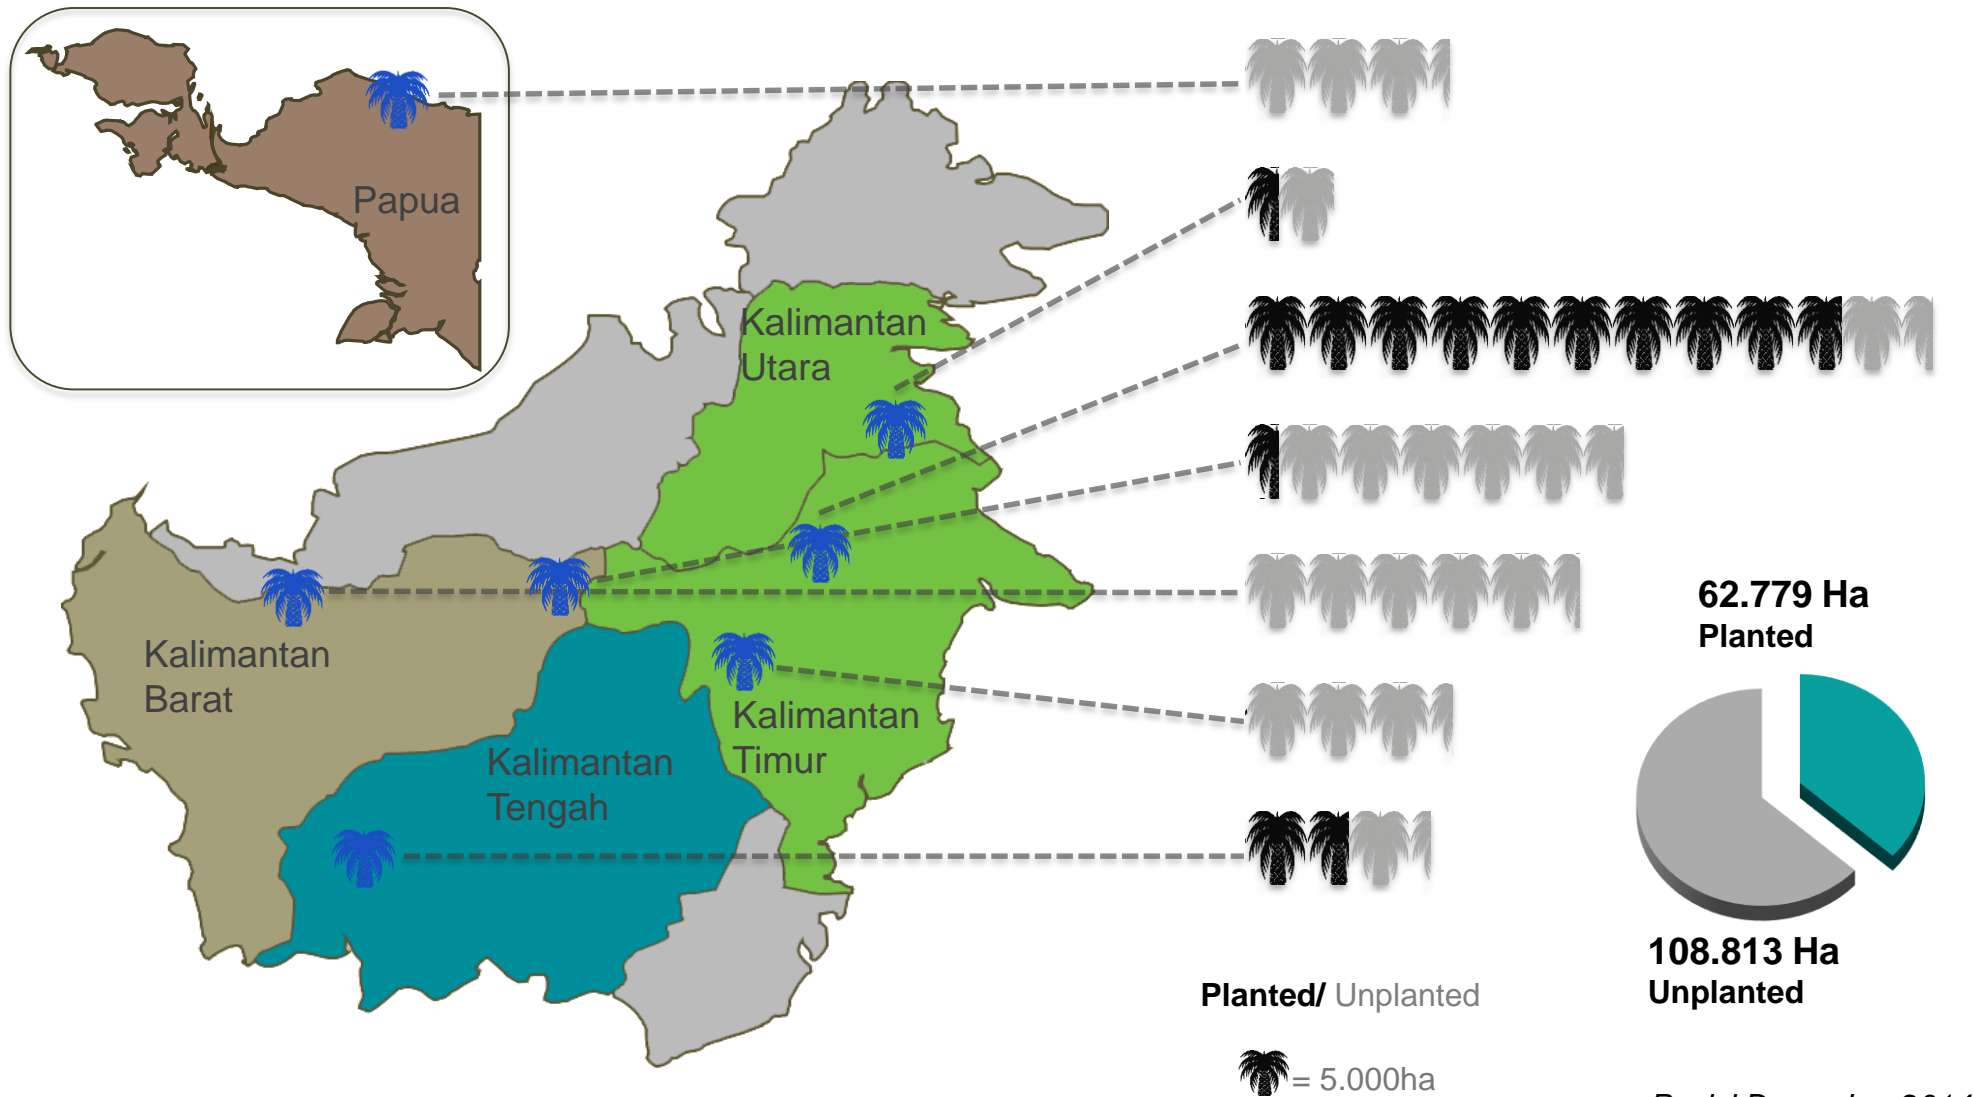 Papua
Kalimantan
Utara
Kalimantan
Barat
Kalimantan
Timur
Kalimantan
Tengah
62.779 Ha
Planted
108.813 Ha
Unplanted
Planted/ Unplanted
= 5.000ha